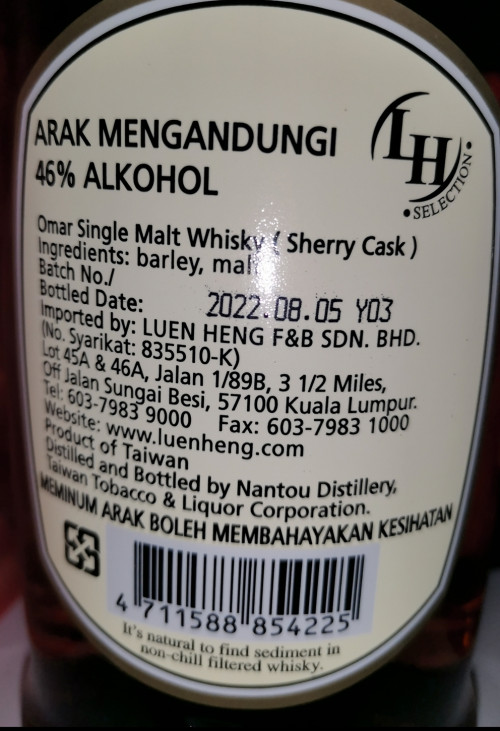 ARAK MENGANDUNGI
46% ALKOHOL
LH
•SELECTION•
Omar Single Malt Whisky ( Sherry Cask )
Ingredients: barley, malt
Batch No./
Bottled Date: 2022.08.05 Y03
Imported by: LUEN HENG F&B SDN. BHD.
(No. Syarikat: 835510-K)
Lot 45A & 46A, Jalan 1/89B, 3 1/2 Miles,
Off Jalan Sungai Besi, 57100 Kuala Lumpur.
Tel: 603-7983 9000 Fax: 603-7983 1000
Website: www.luenheng.com
Product of Taiwan
Distilled and Bottled by Nantou Distillery,
Taiwan Tobacco & Liquor Corporation.
MEMINUM ARAK BOLEH MEMBAHAYAKAN KESIHATAN
4 711588 854225
It's natural to find sediment in
non-chill filtered whisky.